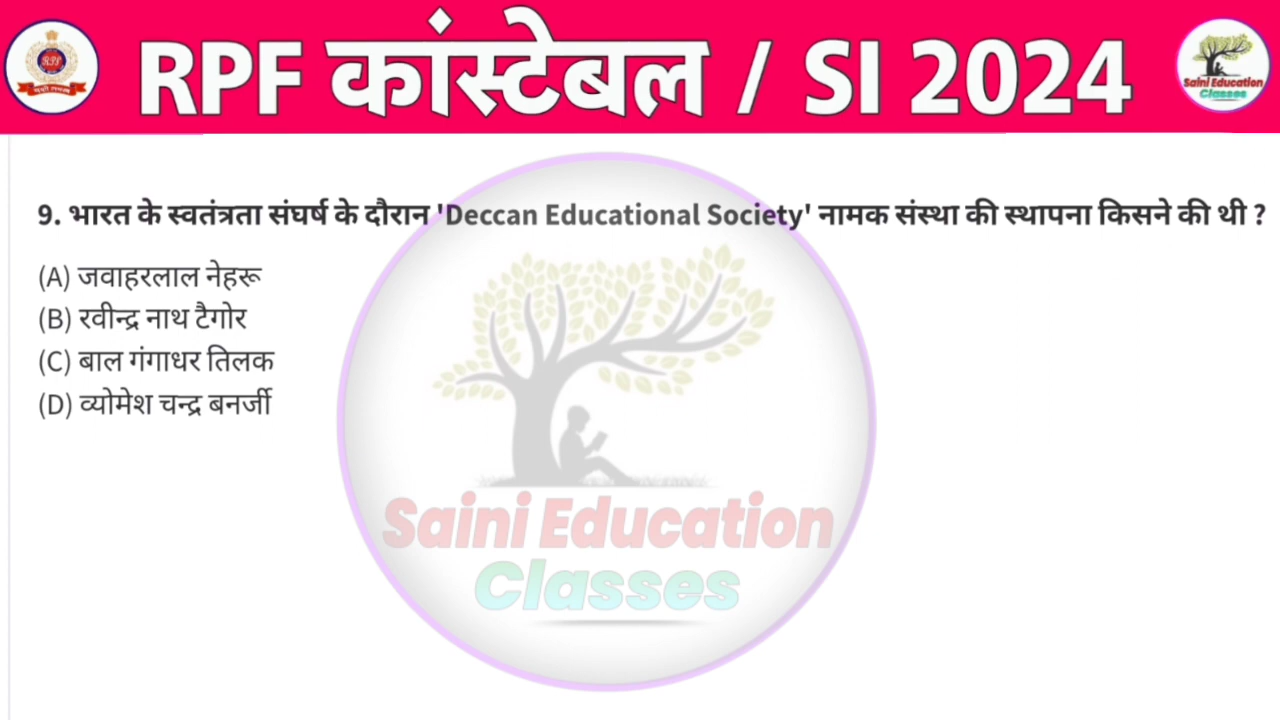 RPF कांस्टेबल / SI 2024
Saini Education
Classes
9. भारत के स्वतंत्रता संघर्ष के दौरान 'Deccan Educational Society' नामक संस्था की स्थापना किसने की थी ?
(A) जवाहरलाल नेहरू
(B) रवीन्द्र नाथ टैगोर
(C) बाल गंगाधर तिलक
(D) व्योमेश चन्द्र बनर्जी
Saini Education
Classes